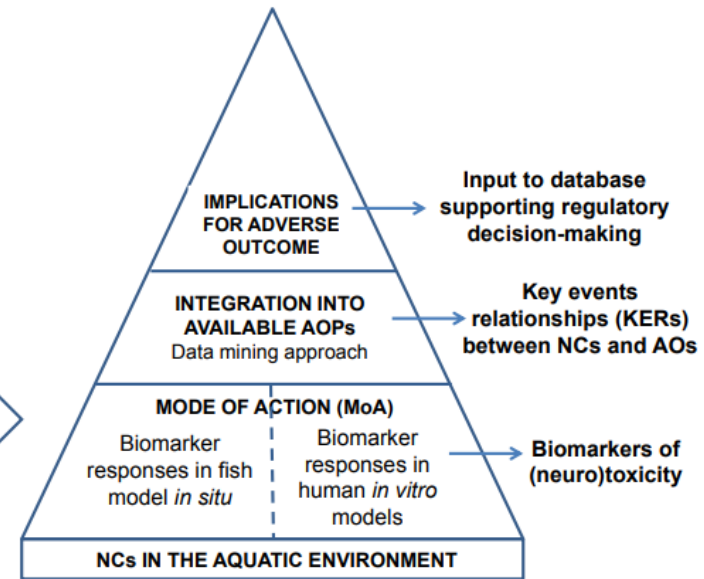 IMPLICATIONS
FOR ADVERSE
OUTCOME
Input to database
supporting regulatory
decision-making
INTEGRATION INTO
AVAILABLE AOPs
Data mining approach
Key events
relationships (KERs)
between NCs and AOs
MODE OF ACTION (MoA)
Biomarker
responses in fish
model in situ
Biomarker
responses in
human in vitro
models
Biomarkers of
(neuro)toxicity
NCs IN THE AQUATIC ENVIRONMENT